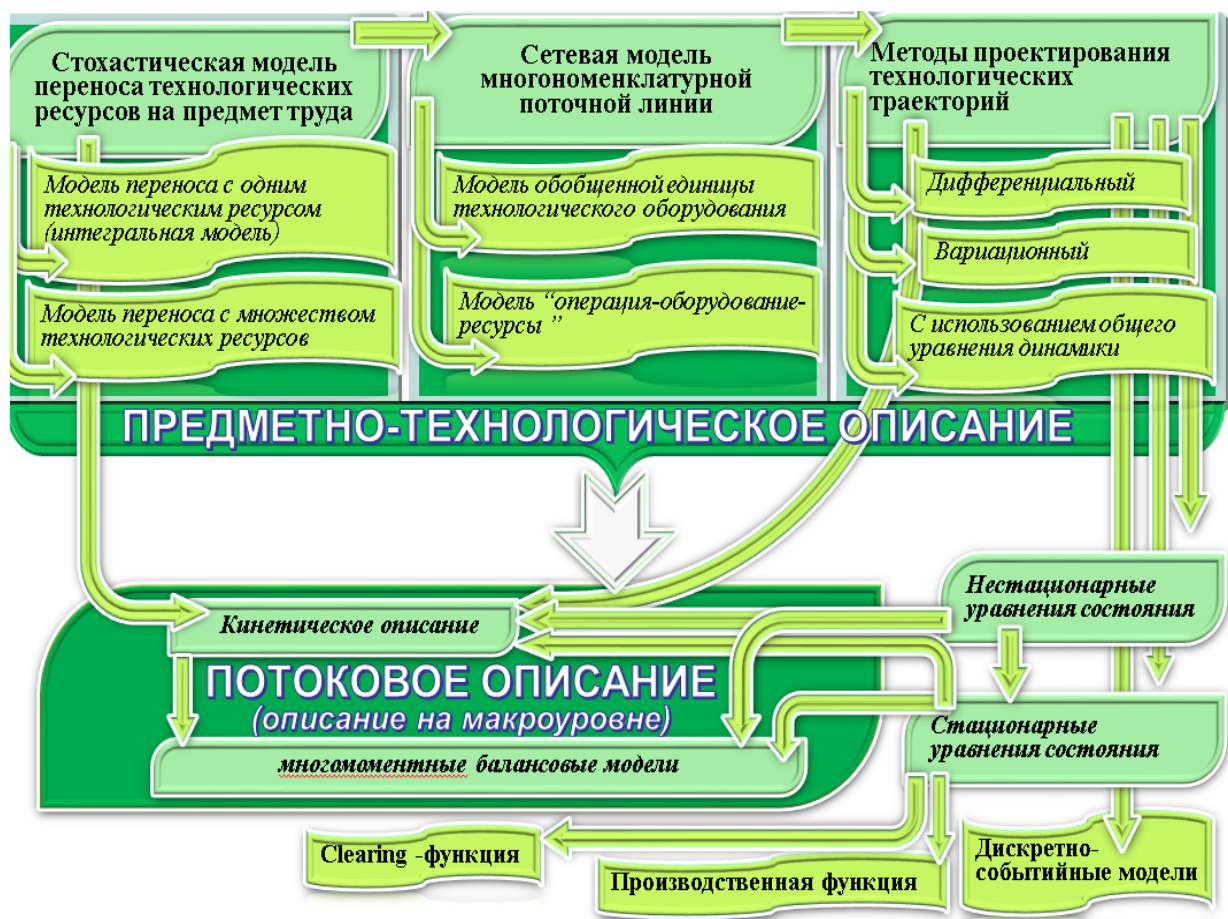 Стохастическая модель
переноса технологических
ресурсов на предмет труда
Модель переноса с одним
технологическим ресурсом
(интегральная модель)
Модель переноса с множеством
технологических ресурсов
Сетевая модель
многономенклатурной
поточной линии
Модель обобщенной единицы
технологического оборудования
Модель “операция-оборудование-
ресурсы ”
Методы проектирования
технологических
траекторий
Дифференциальный
Вариационный
С использованием общего
уравнения динамики
ПРЕДМЕТНО-ТЕХНОЛОГИЧЕСКОЕ ОПИСАНИЕ
Нестационарные
уравнения состояния
Кинетическое описание
ПОТОКОВОЕ ОПИСАНИЕ
(описание на макроуровне)
Стационарные
уравнения состояния
многомоментные балансовые модели
Clearing -функция
Производственная функция
Дискретно-
событийные модели